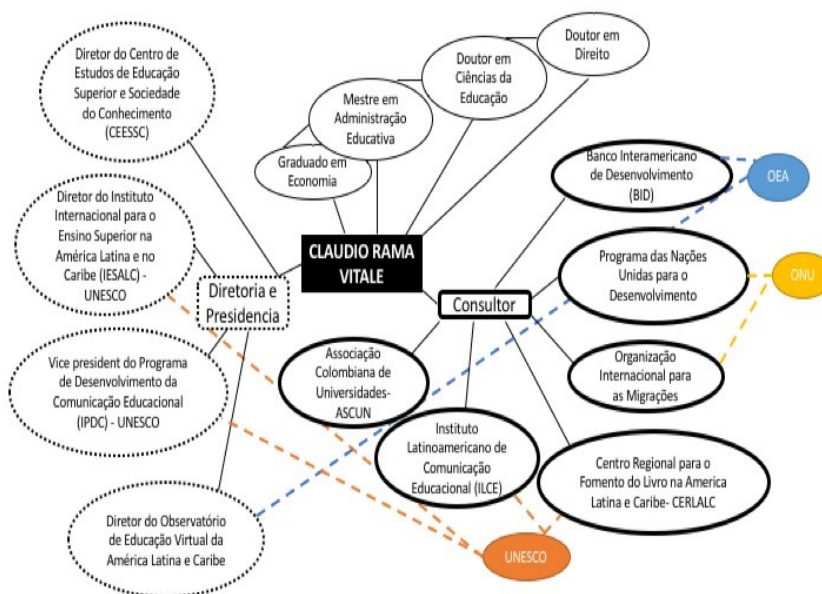 Diretor do Centro de
Estudos de Educação
Superior e Sociedade
do Conhecimento
(CEESSC)
Graduado em
Economia
Mestre em
Administração
Educativa
Doutor em
Ciências da
Educação
Doutor em
Direito
Diretor do Instituto
Internacional para o
Ensino Superior na
América Latina e no
Caribe (IESALC) -
UNESCO
Diretoria e
Presidencia
CLAUDIO RAMA
VITALE
Consultor
Banco Interamericano
de Desenvolvimento
(BID)
OEA
Programa das Nações
Unidas para o
Desenvolvimento
ONU
Organização
Internacional para
as Migrações
Vice president do Programa
de Desenvolvimento da
Comunicação Educacional
(IPDC) - UNESCO
Associação
Colombiana de
Universidades-
ASCUN
Instituto
Latinoamericano de
Comunicação
Educacional (ILCE)
Centro Regional para o
Fomento do Livro na America
Latina e Caribe- CERLALC
Diretor do Observatório
de Educação Virtual da
América Latina e Caribe
UNESCO